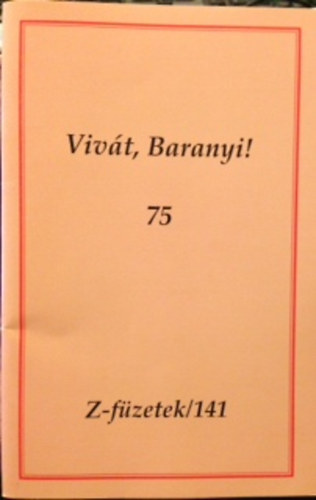 Vivát, Baranyi!
75
Z-füzetek/141